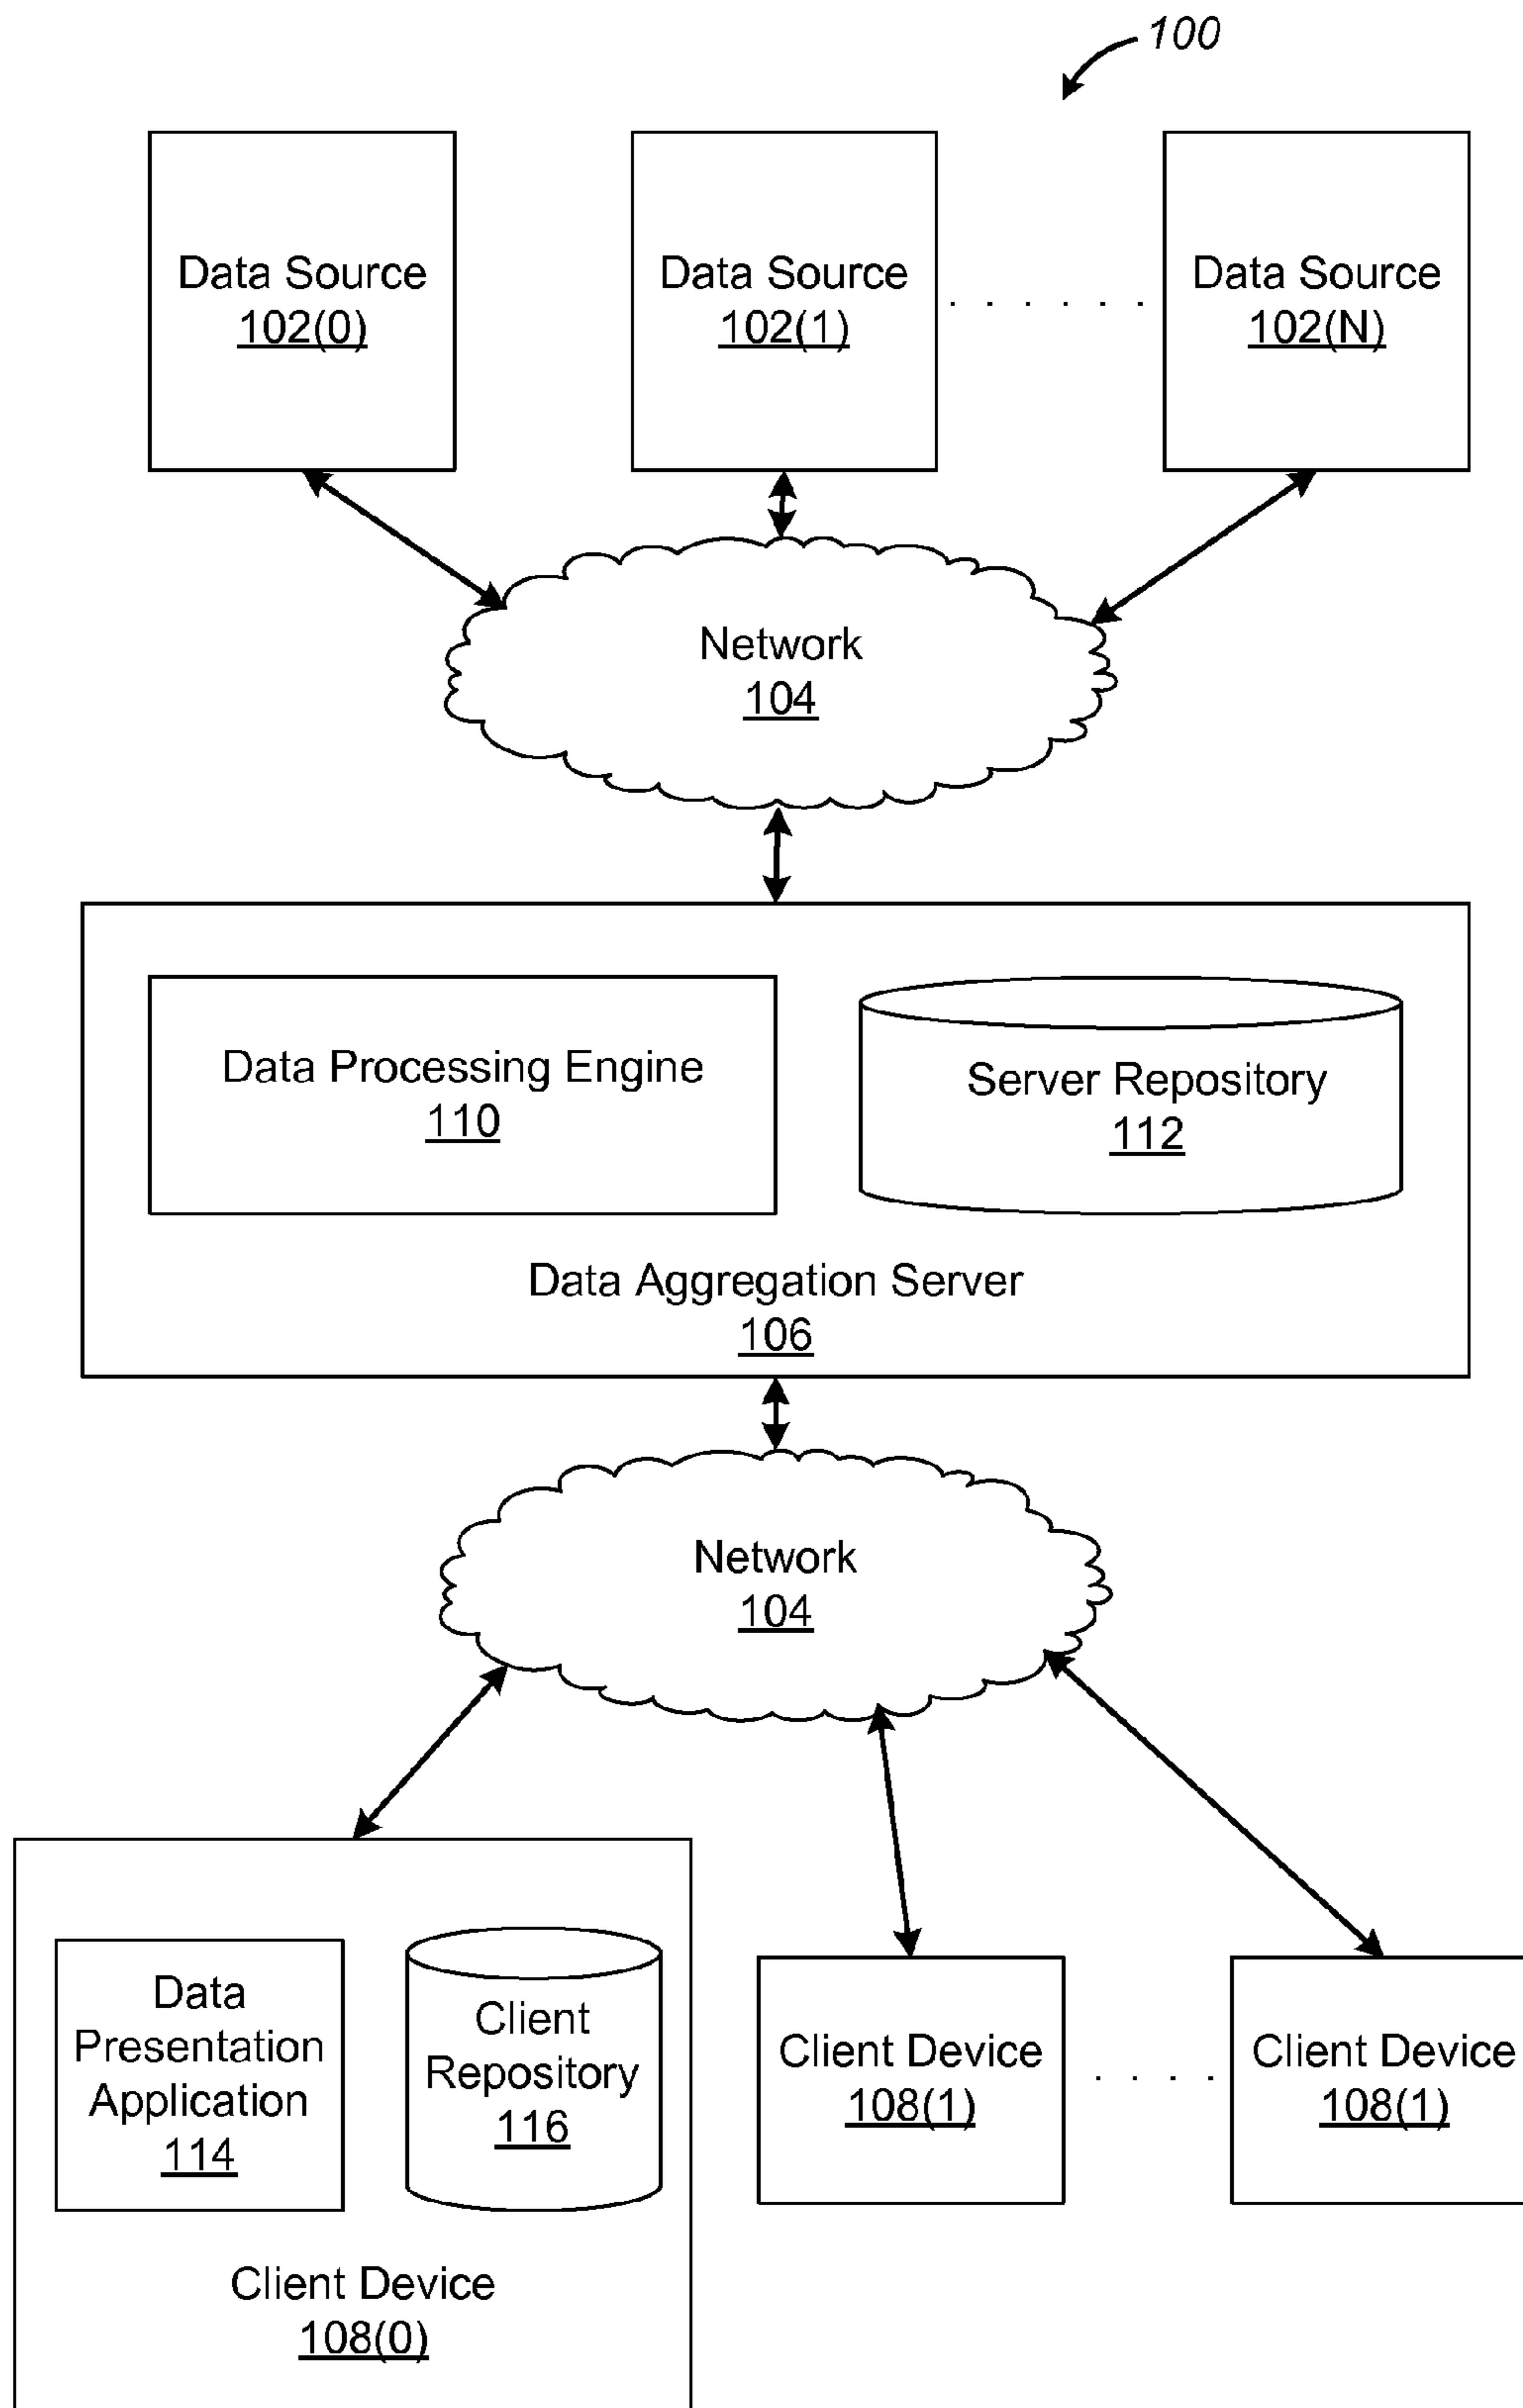 100
Data Source
102(0)
Data Source
102(1)
. . . . . .
Data Source
102(N)
Network
104
Data Processing Engine
110
Server Repository
112
Data Aggregation Server
106
Network
104
Data
Presentation
Application
114
Client
Repository
116
Client Device
108(0)
Client Device
108(1)
. . . .
Client Device
108(1)